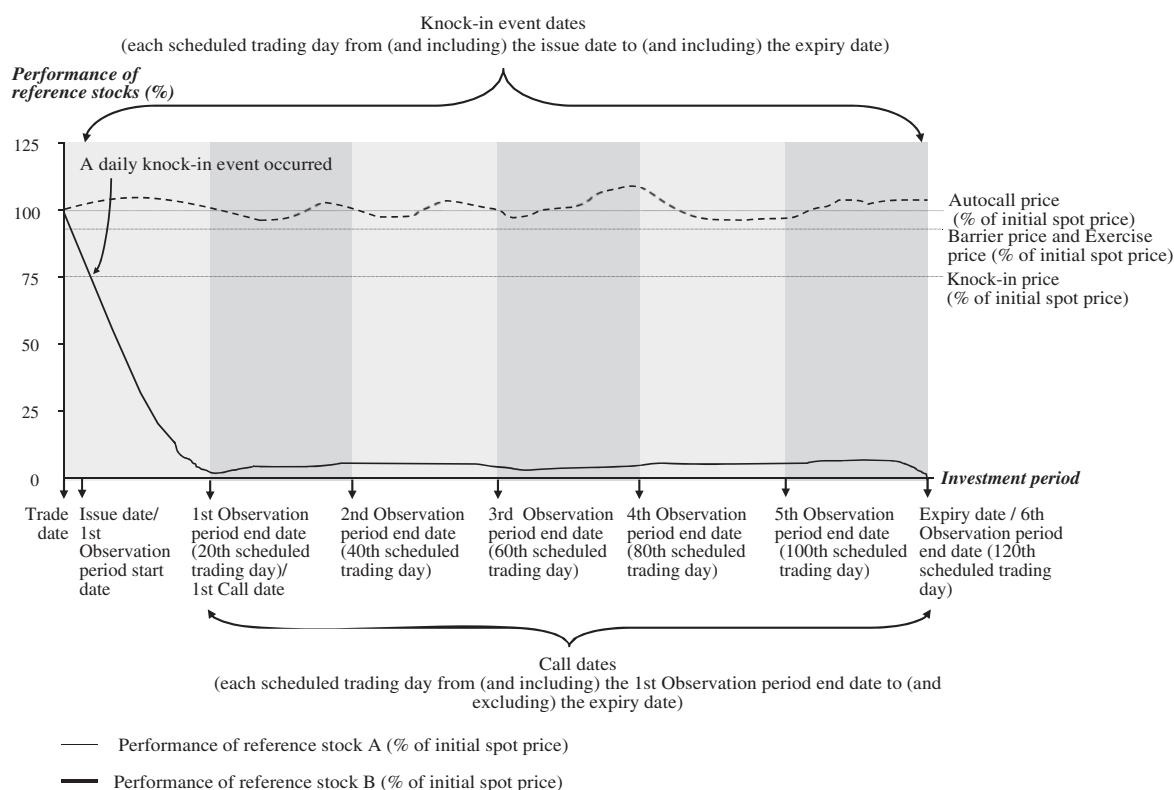 Knock-in event dates
(each scheduled trading day from (and including) the issue date to (and including) the expiry date)
Performance of
reference stocks (%)
125
A daily knock-in event occurred
100
75
50
25
0
Autocall price
(% of initial spot price)
Barrier price and Exercise
price (% of initial spot price)
Knock-in price
(% of initial spot price)
Investment period
Trade
date
Issue date/
1st
Observation
period start
date
1st Observation
period end date
(20th scheduled
trading day)/
1st Call date
2nd Observation
period end date
(40th scheduled
trading day)
3rd Observation
period end date
(60th scheduled
trading day)
4th Observation
period end date
(80th scheduled
trading day)
5th Observation
period end date
(100th scheduled
trading day)
Expiry date / 6th
Observation period
end date (120th
scheduled trading
day)
Call dates
(each scheduled trading day from (and including) the 1st Observation period end date to (and
excluding) the expiry date)
Performance of reference stock A (% of initial spot price)
Performance of reference stock B (% of initial spot price)